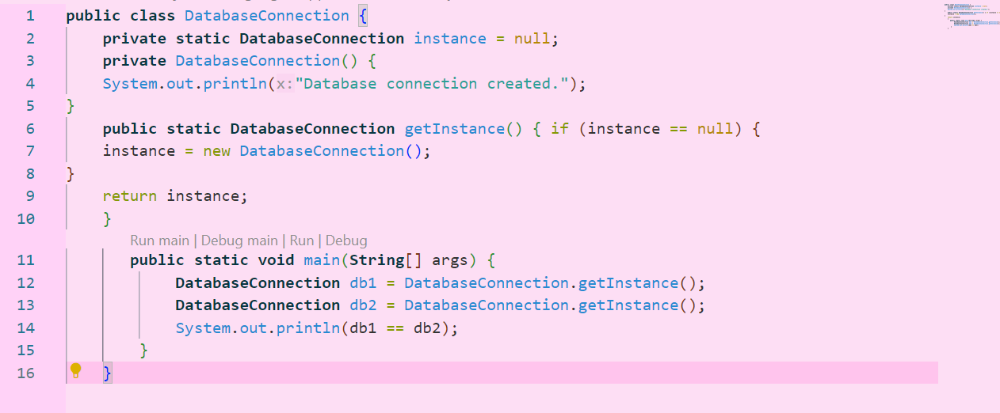 1 public class DatabaseConnection {
2 private static DatabaseConnection instance = null;
3 private DatabaseConnection() {
4 System.out.println(x:"Database connection created.");
5 }
6 public static DatabaseConnection getInstance() { if (instance == null) {
7 instance = new DatabaseConnection();
8 }
9 return instance;
10 }
Run main | Debug main | Run | Debug
11 public static void main(String[] args) {
12 DatabaseConnection db1 = DatabaseConnection.getInstance();
13 DatabaseConnection db2 = DatabaseConnection.getInstance();
14 System.out.println(db1 == db2);
15 }
16 }